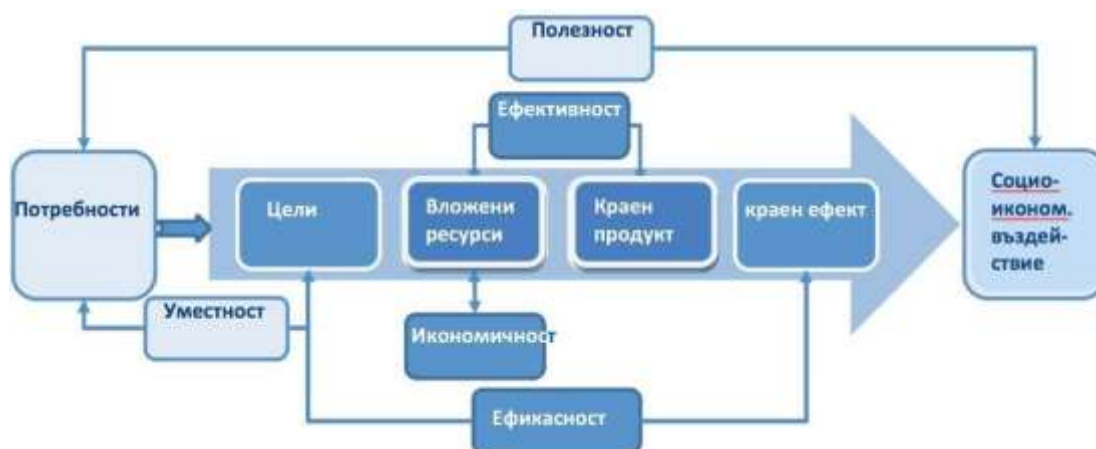 Полезност
Ефективност
Потребности
Цели
Вложени
ресурси
Краен
продукт
краен ефект
Социо-
иконом.
въздей-
ствие
Уместност
Икономичност
Ефикасност